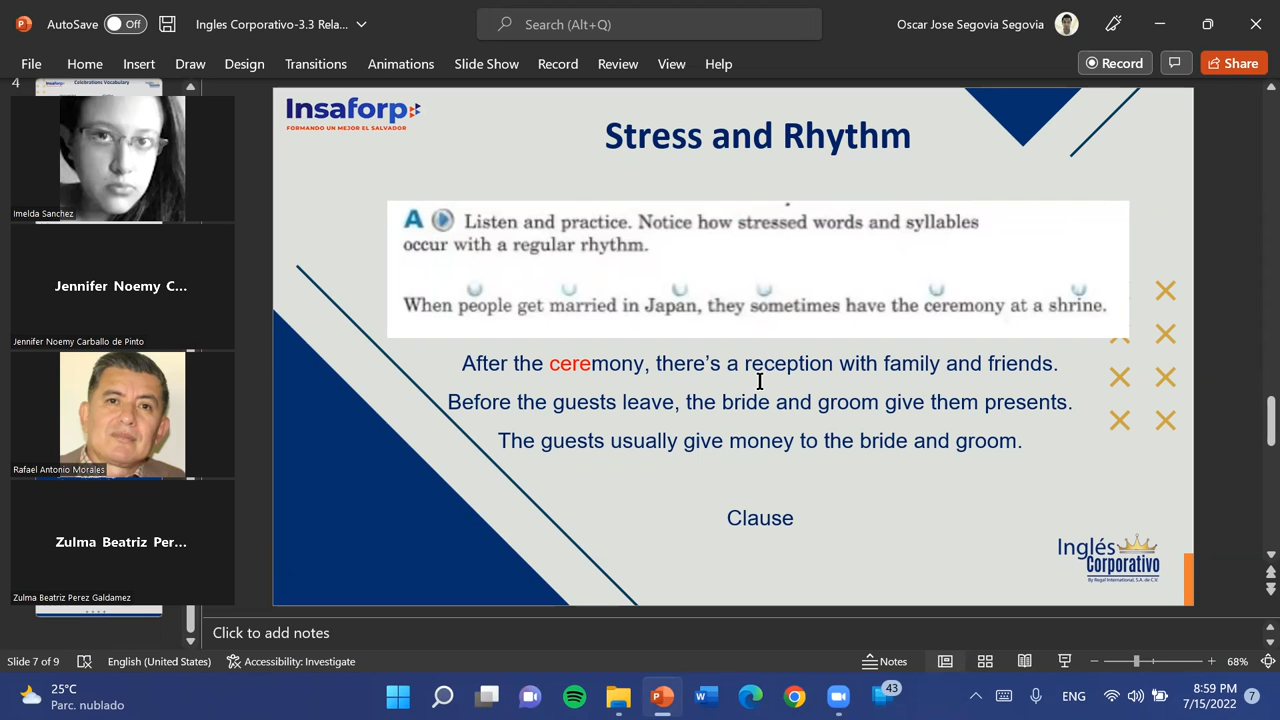 AutoSave Off Ingles Corporativo-3.3 Rela... Search (Alt+Q) Oscar Jose Segovia Segovia
File Home Insert Draw Design Transitions Animations Slide Show Record Review View Help Record Share
4
Celebrations Vocabulary
Imelda Sanchez
Jennifer Noemy C...
Jennifer Noemy Carballo de Pinto
Rafael Antonio Morales
Zulma Beatriz Per...
Zulma Beatriz Perez Galdamez
Insaforp
FORMANDO UN MEJOR EL SALVADOR
Stress and Rhythm
A Listen and practice. Notice how stressed words and syllables
occur with a regular rhythm.
When people get married in Japan, they sometimes have the ceremony at a shrine.
After the ceremony, there's a reception with family and friends.
Before the guests leave, the bride and groom give them presents.
The guests usually give money to the bride and groom.
Clause
Inglés
Corporativo
By Regal International, S.A. de C.V
Click to add notes
Slide 7 of 9 English (United States) Accessibility: Investigate Notes 68%
25°C
Parc. nublado
43
ENG
8:59 PM
7/15/2022
7